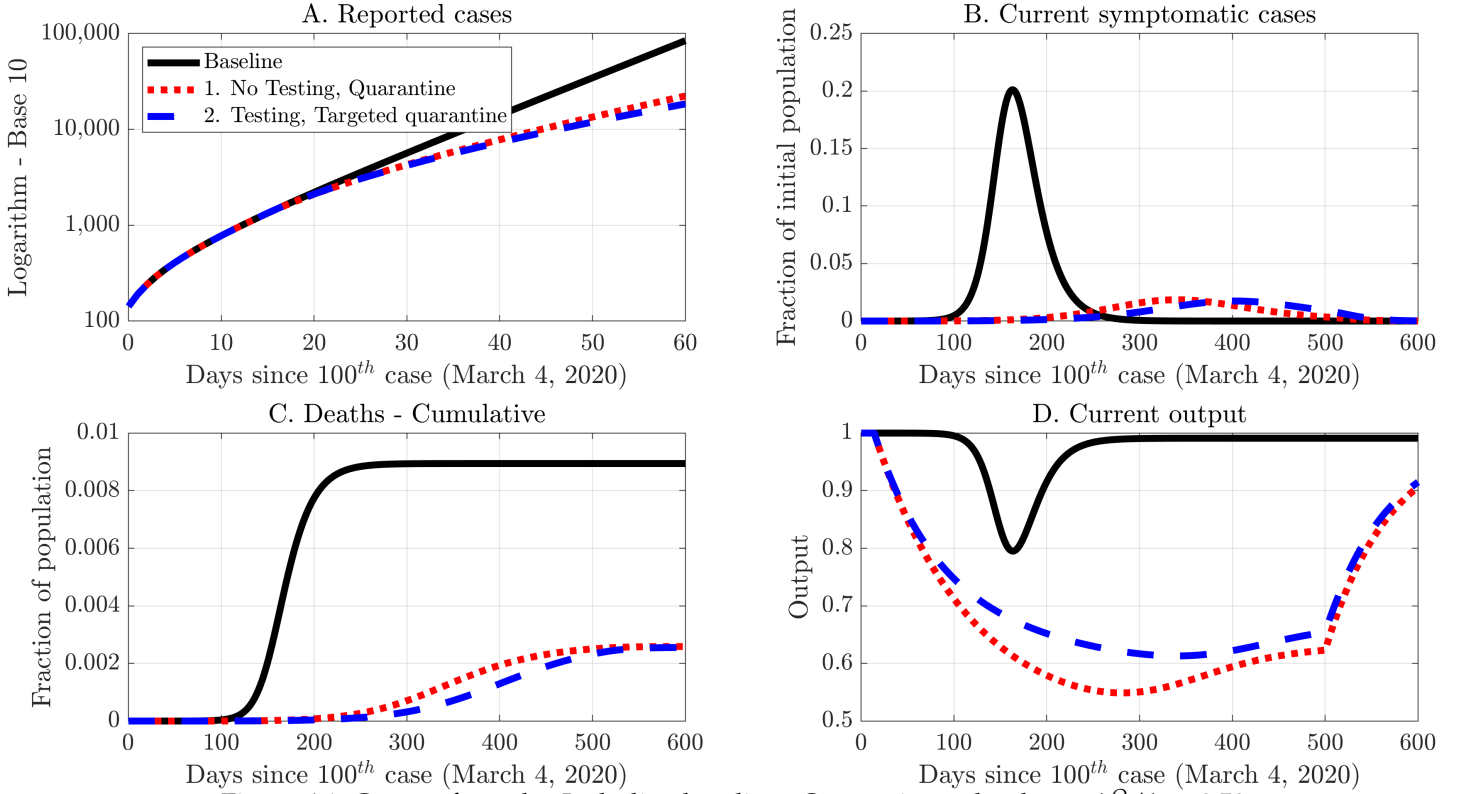 A. Reported cases
100,000
10,000
1,000
100
Logarithm - Base 10
Baseline
1. No Testing, Quarantine
2. Testing, Targeted quarantine
0 10 20 30 40 50 60
Days since 100th case (March 4, 2020)
B. Current symptomatic cases
0.25
0.2
0.15
0.1
0.05
0
Fraction of initial population
0 100 200 300 400 500 600
Days since 100th case (March 4, 2020)
C. Deaths - Cumulative
0.01
0.008
0.006
0.004
0.002
0
Fraction of population
0 100 200 300 400 500 600
Days since 100th case (March 4, 2020)
D. Current output
1
0.9
0.8
0.7
0.6
0.5
Output
0 100 200 300 400 500 600
Days since 100th case (March 4, 2020)